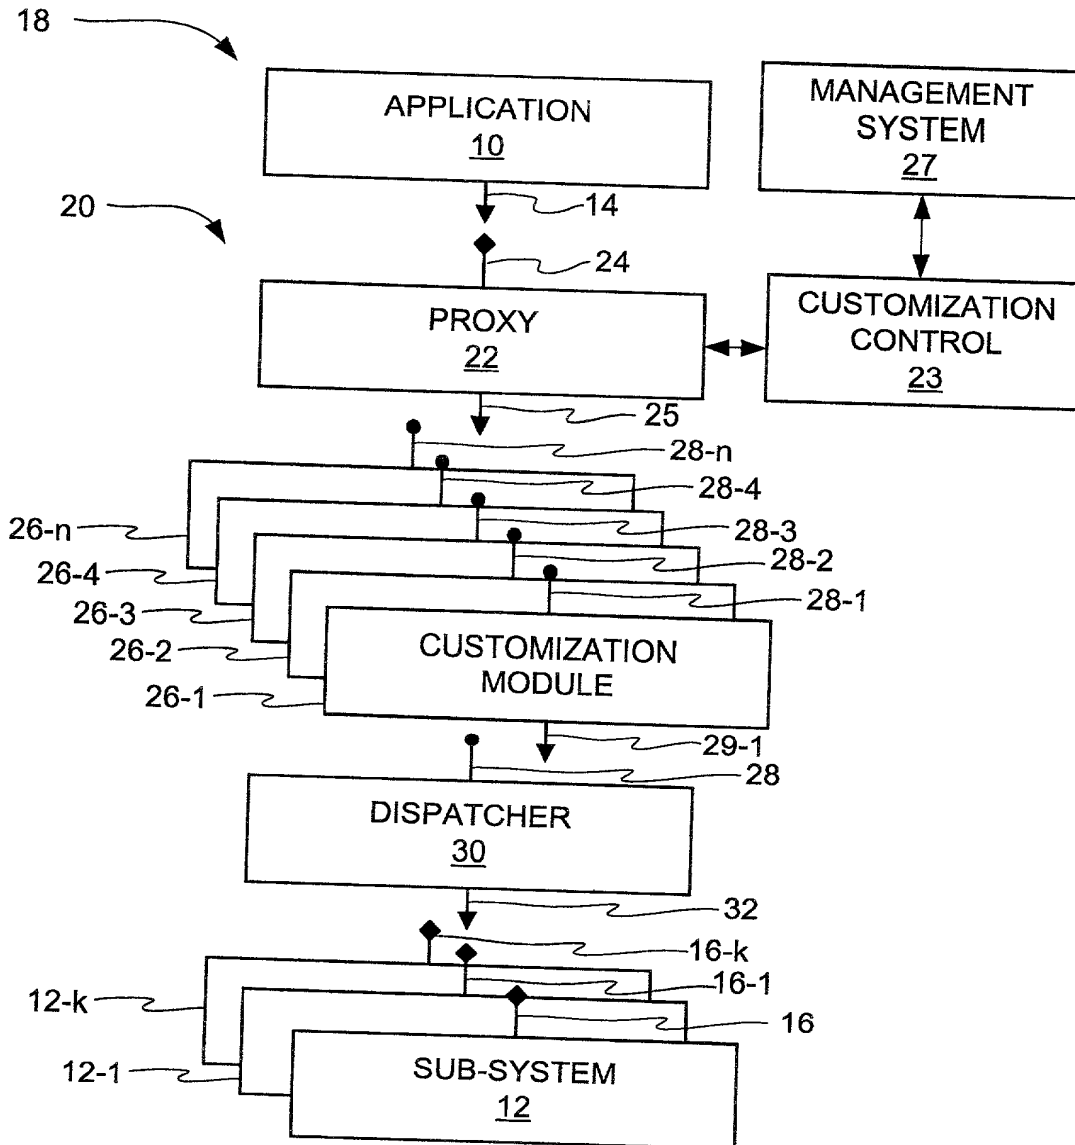 18
APPLICATION
10
MANAGEMENT
SYSTEM
27
14
20
24
PROXY
22
CUSTOMIZATION
CONTROL
23
25
28-n
28-4
26-n
28-3
26-4
28-2
26-3
28-1
26-2
CUSTOMIZATION
MODULE
26-1
29-1
28
DISPATCHER
30
32
16-k
16-1
12-k
16
12-1
SUB-SYSTEM
12